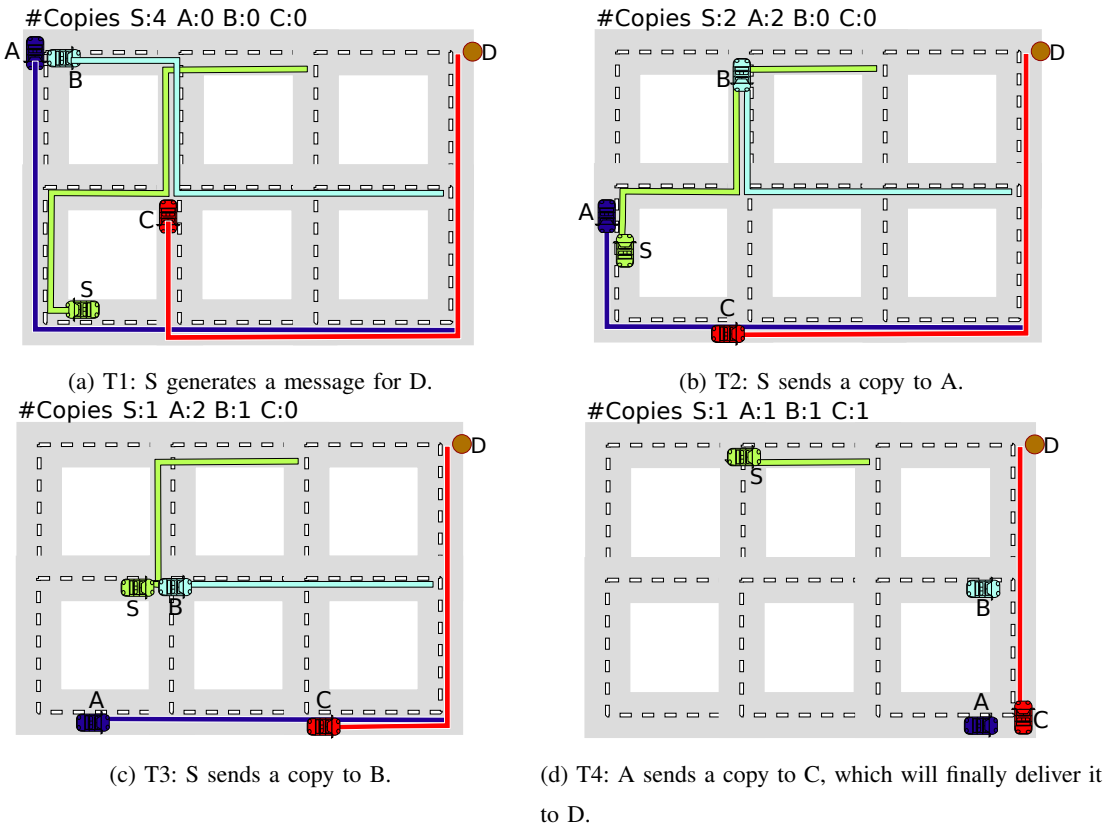 #Copies S:4 A:0 B:0 C:0
A
B
D
C
S
(a) T1: S generates a message for D.
#Copies S:2 A:2 B:0 C:0
B
D
A
S
C
(b) T2: S sends a copy to A.
#Copies S:1 A:2 B:1 C:0
D
S
B
A
C
(c) T3: S sends a copy to B.
#Copies S:1 A:1 B:1 C:1
D
S
B
A
C
(d) T4: A sends a copy to C, which will finally deliver it
to D.